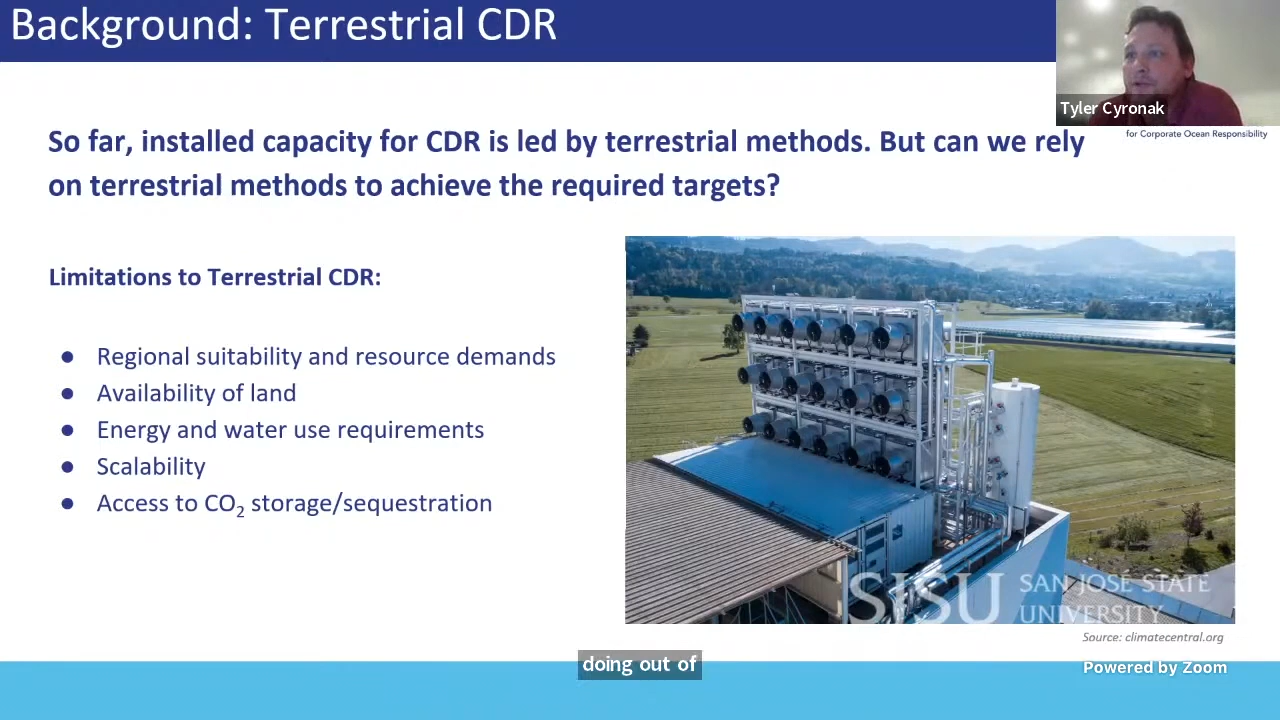 Background: Terrestrial CDR
Tyler Cyronak
for Corporate Ocean Responsibility
So far, installed capacity for CDR is led by terrestrial methods. But can we rely
on terrestrial methods to achieve the required targets?
Limitations to Terrestrial CDR:
● Regional suitability and resource demands
● Availability of land
● Energy and water use requirements
● Scalability
● Access to CO₂ storage/sequestration
SJSU SAN JOSÉ STATE
UNIVERSITY
Source: climatecentral.org
doing out of
Powered by Zoom